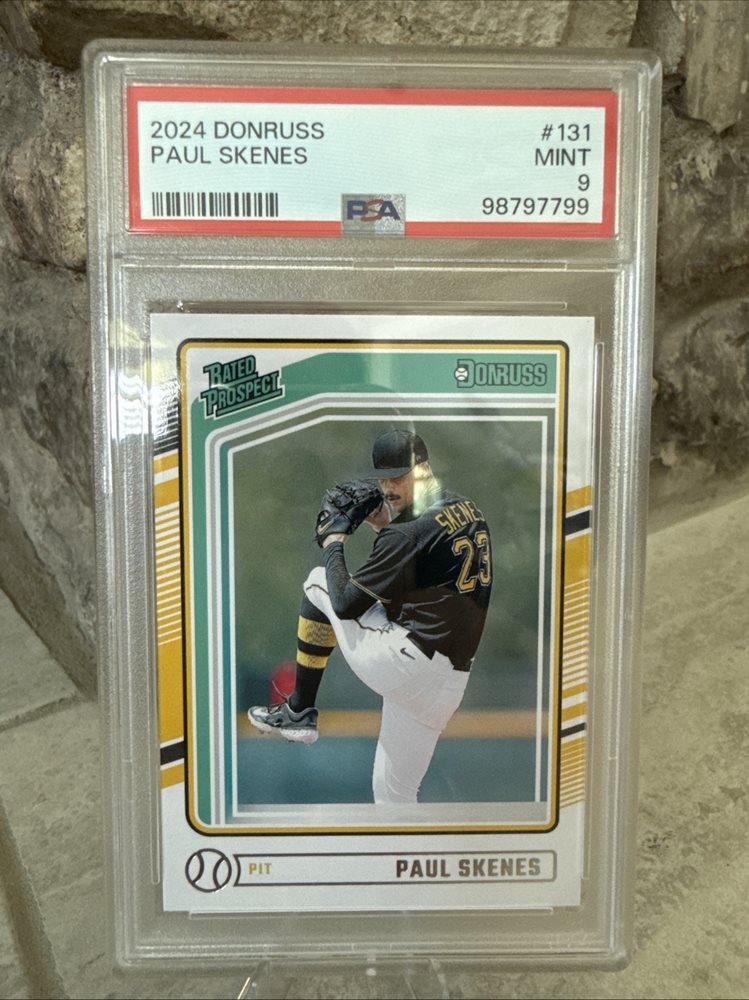 2024 DONRUSS #131
PAUL SKENES MINT
9
PSA 98797799
RATED PROSPECT
DONRUSS
SKENES
23
PIT PAUL SKENES